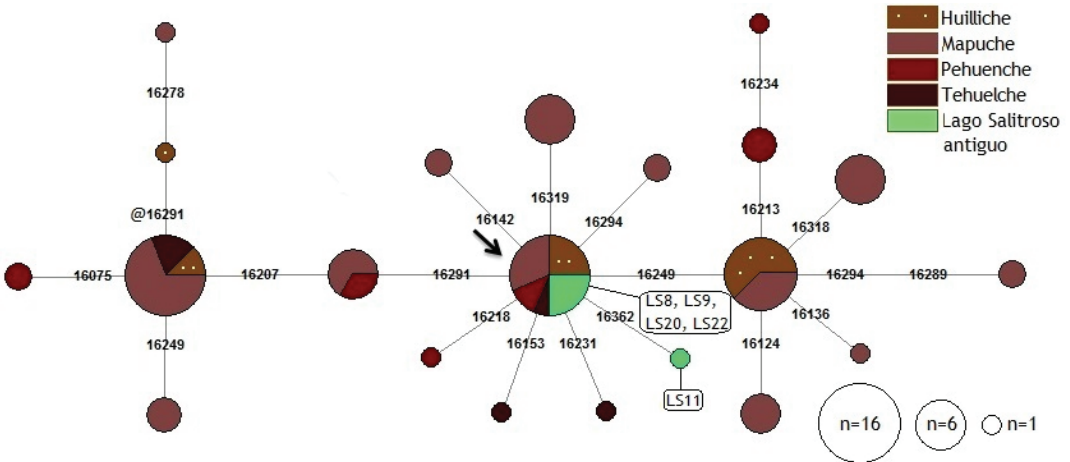 Huilliche
Mapuche
Pehuenche
Tehuelche
Lago Salitroso
antiguo
16278
16234
@16291
16142
16319
16294
16213
16318
16075
16207
16291
16249
16294
16289
LS8, LS9,
LS20, LS22
16218
16362
16136
16249
16153
16231
16124
LS11
n=16
n=6
n=1